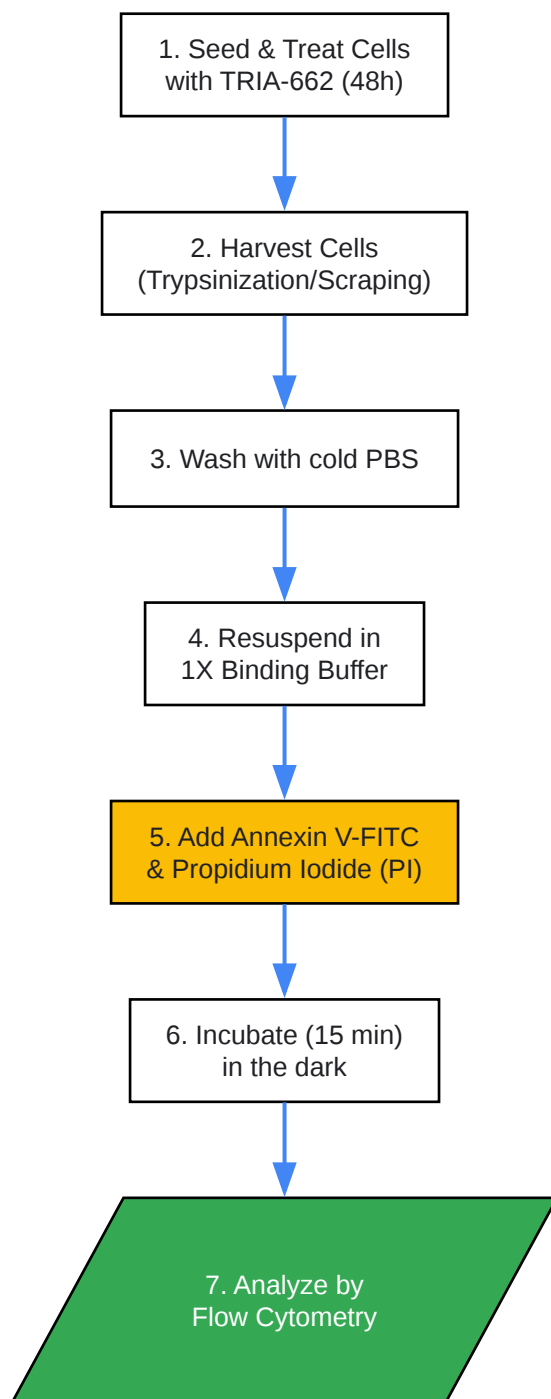 1. Seed & Treat Cells
with TRIA-662 (48h)
2. Harvest Cells
(Trypsinization/Scraping)
3. Wash with cold PBS
4. Resuspend in
1X Binding Buffer
5. Add Annexin V-FITC
& Propidium Iodide (PI)
6. Incubate (15 min)
in the dark
7. Analyze by
Flow Cytometry